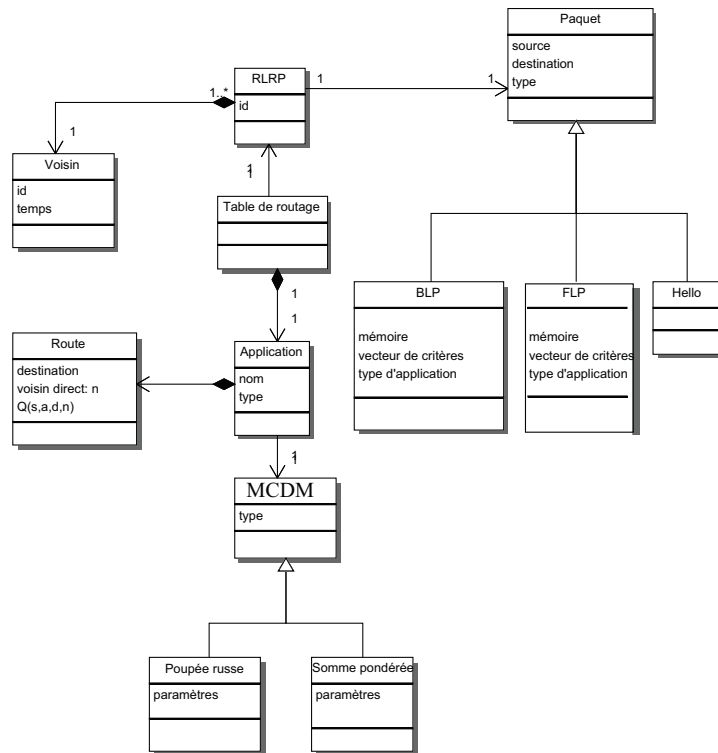 Paquet
source
destination
type
RLRP
id
1
1
1..*
1
Voisin
id
temps
1
1
Table de routage
1
1
BLP
mémoire
vecteur de critères
type d'application
FLP
mémoire
vecteur de critères
type d'application
Hello
Route
destination
voisin direct: n
Q(s,a,d,n)
Application
nom
type
1
1
MCDM
type
Poupée russe
paramètres
Somme pondérée
paramètres